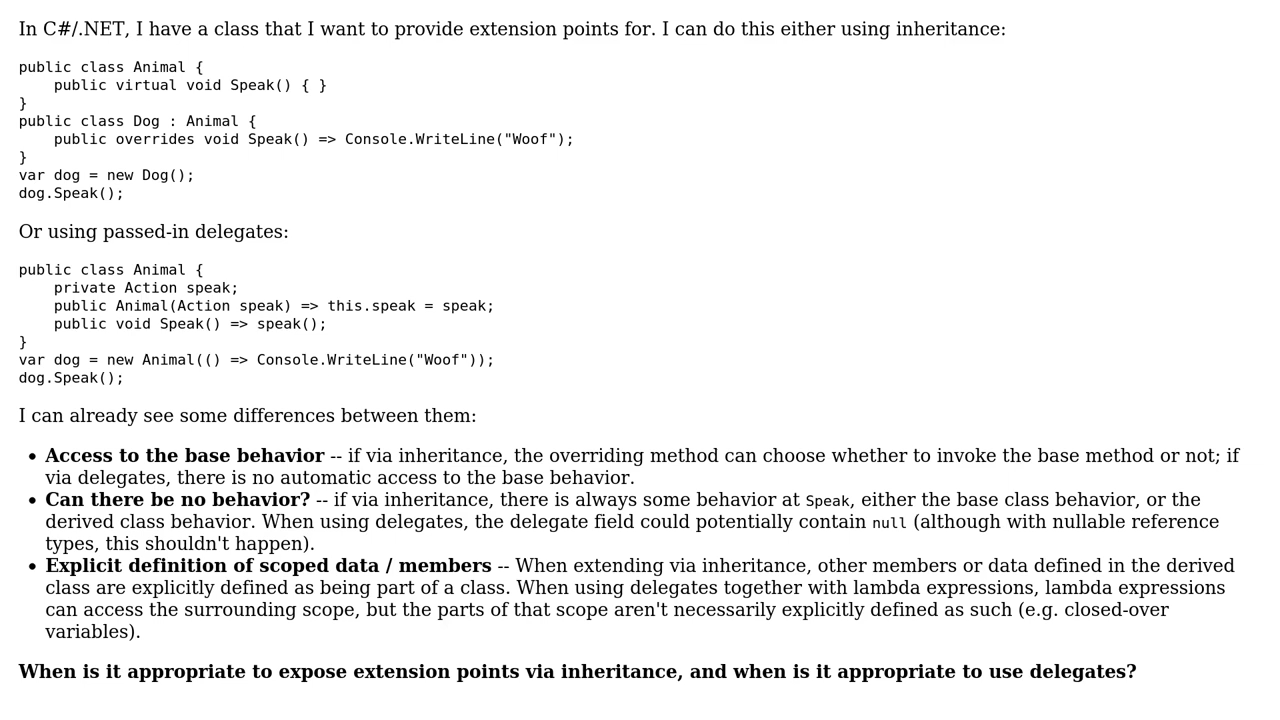 In C#/.NET, I have a class that I want to provide extension points for. I can do this either using inheritance:
public class Animal {
    public virtual void Speak() { }
}
public class Dog : Animal {
    public overrides void Speak() => Console.WriteLine("Woof");
}
var dog = new Dog();
dog.Speak();
Or using passed-in delegates:
public class Animal {
    private Action speak;
    public Animal(Action speak) => this.speak = speak;
    public void Speak() => speak();
}
var dog = new Animal(() => Console.WriteLine("Woof"));
dog.Speak();
I can already see some differences between them:
• Access to the base behavior -- if via inheritance, the overriding method can choose whether to invoke the base method or not; if
via delegates, there is no automatic access to the base behavior.
• Can there be no behavior? -- if via inheritance, there is always some behavior at Speak, either the base class behavior, or the
derived class behavior. When using delegates, the delegate field could potentially contain null (although with nullable reference
types, this shouldn't happen).
• Explicit definition of scoped data / members -- When extending via inheritance, other members or data defined in the derived
class are explicitly defined as being part of a class. When using delegates together with lambda expressions, lambda expressions
can access the surrounding scope, but the parts of that scope aren't necessarily explicitly defined as such (e.g. closed-over
variables).
When is it appropriate to expose extension points via inheritance, and when is it appropriate to use delegates?